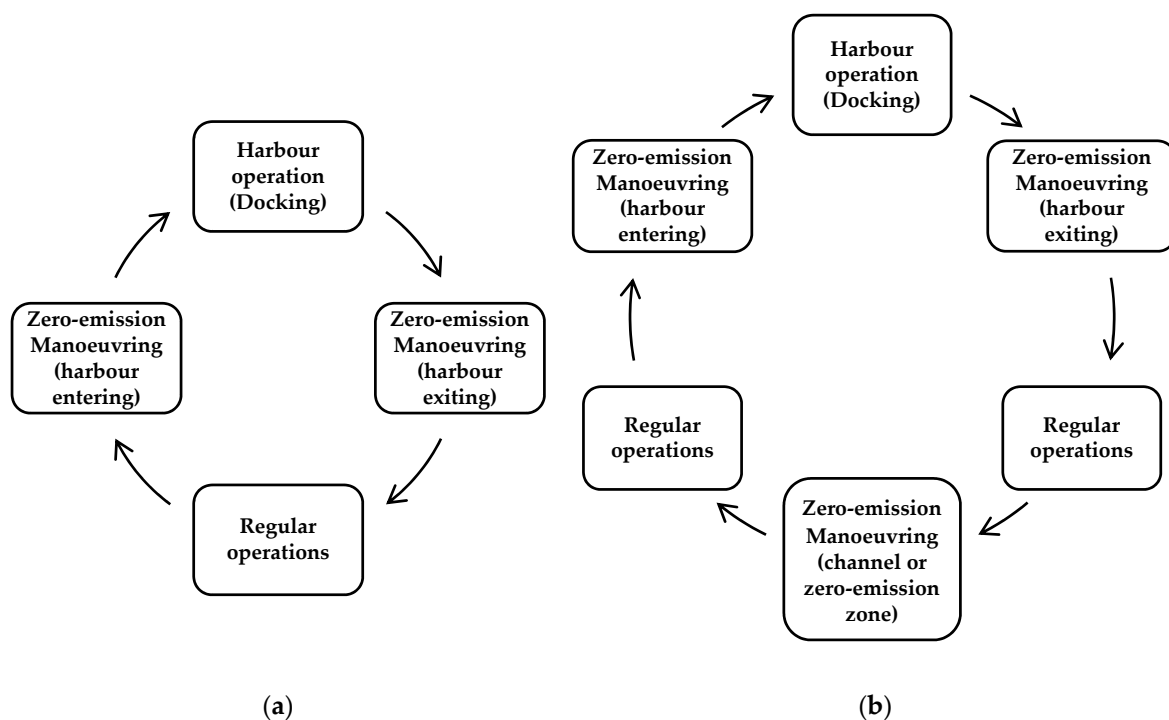 Harbour
operation
(Docking)
Zero-emission
Manoeuvring
(harbour
entering)
Zero-emission
Manoeuvring
(harbour
exiting)
Regular
operations
(a)
Harbour
operation
(Docking)
Zero-emission
Manoeuvring
(harbour
entering)
Zero-emission
Manoeuvring
(harbour
exiting)
Regular
operations
Regular
operations
Zero-emission
Manoeuvring
(channel or
zero-emission
zone)
(b)